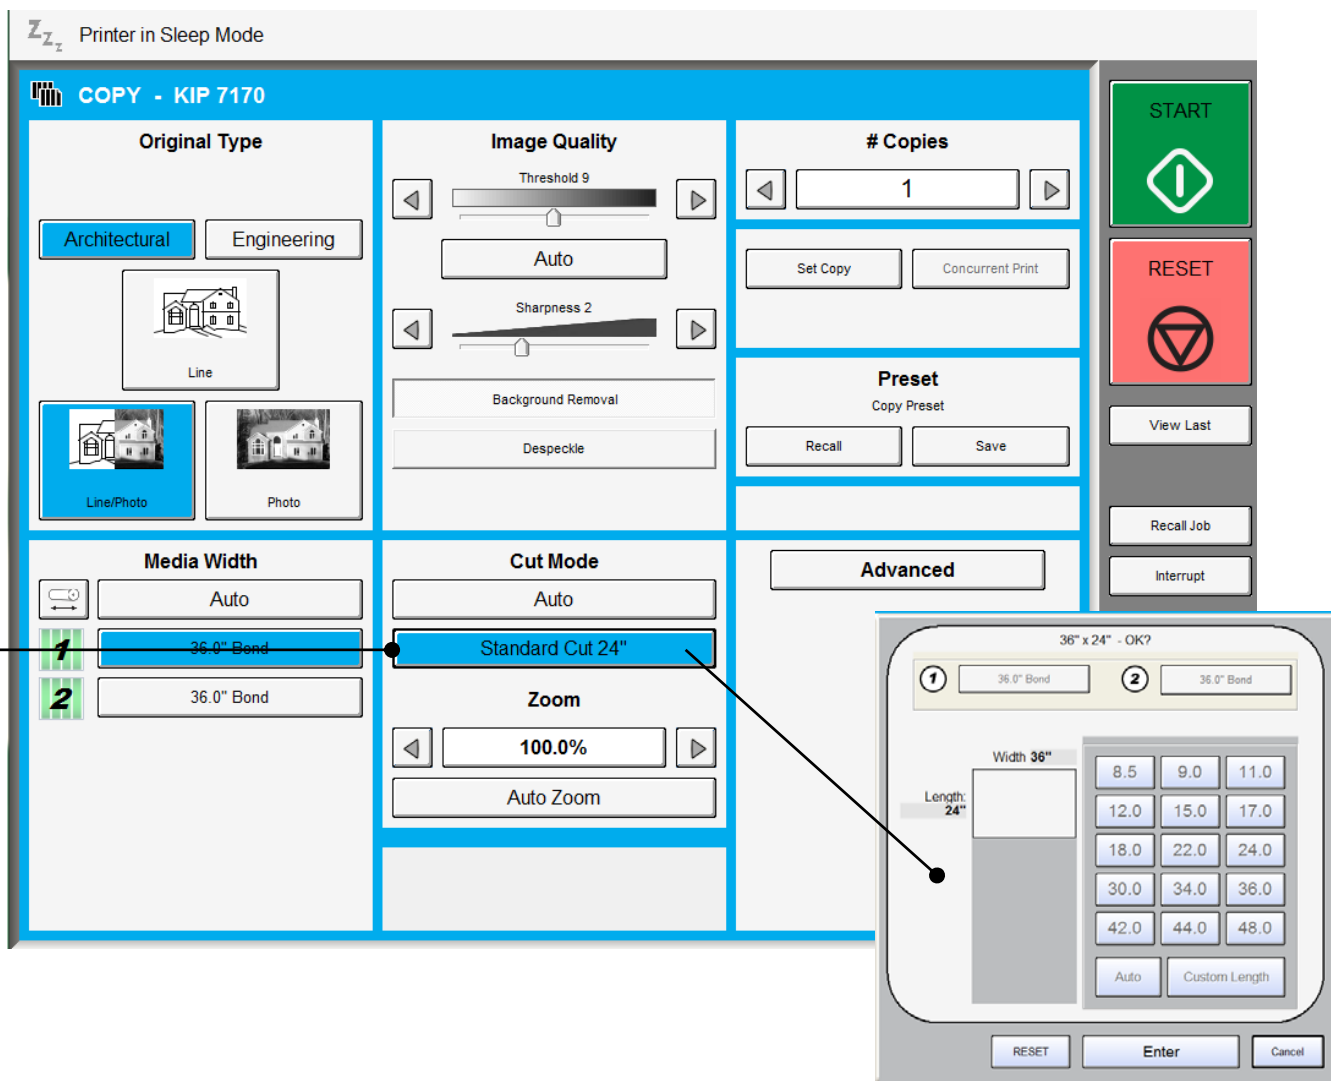 Zzz Printer in Sleep Mode
COPY - KIP 7170
Original Type
Architectural Engineering
Line
Line/Photo Photo
Image Quality
Threshold 9
Auto
Sharpness 2
Background Removal
Despeckle
# Copies
1
Set Copy Concurrent Print
Preset
Copy Preset
Recall Save
Media Width
Auto
1 36.0" Bond
2 36.0" Bond
Cut Mode
Auto
Standard Cut 24"
Zoom
100.0%
Auto Zoom
Advanced
START
RESET
View Last
Recall Job
Interrupt
36" x 24" - OK?
1 36.0" Bond 2 36.0" Bond
Width 36"
Length:
24"
8.5 9.0 11.0
12.0 15.0 17.0
18.0 22.0 24.0
30.0 34.0 36.0
42.0 44.0 48.0
Auto Custom Length
RESET Enter Cancel